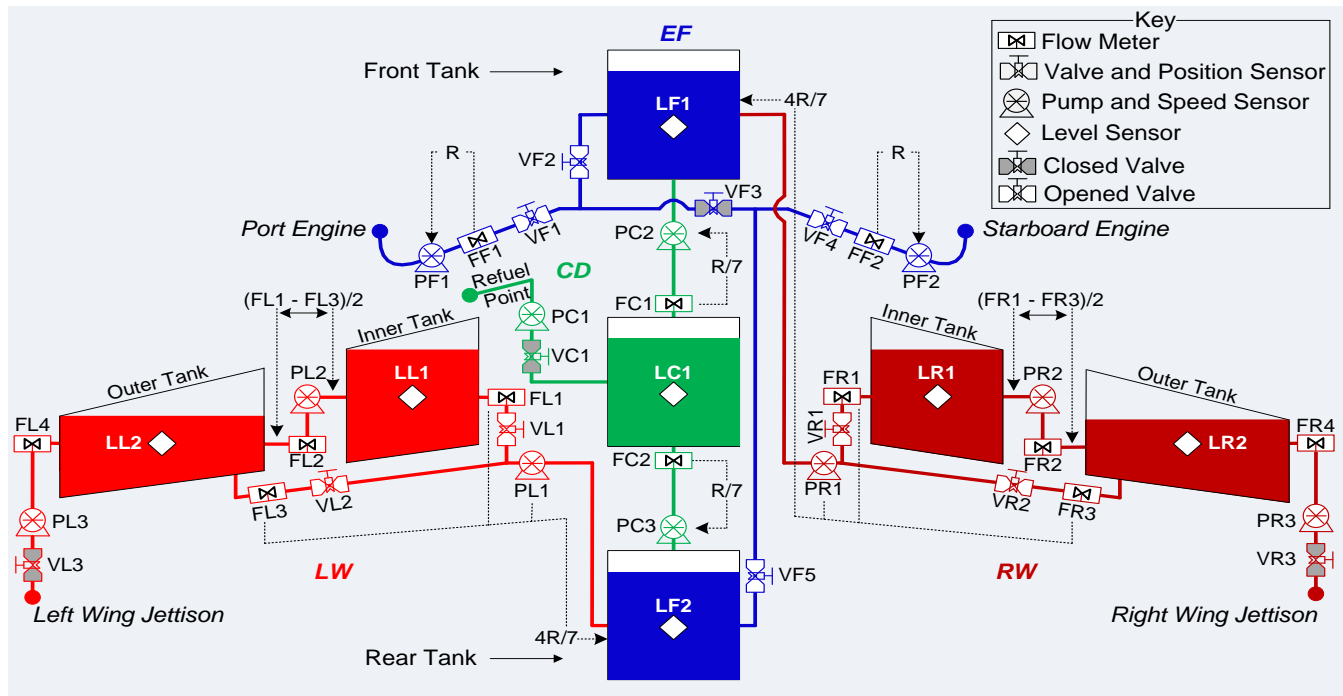 EF
Key
Flow Meter
Valve and Position Sensor
Pump and Speed Sensor
Level Sensor
Closed Valve
Opened Valve
Front Tank
LF1
4R/7
R
VF2
R
VF3
Port Engine
VF1
FF1
PF1
PC2
VF4
FF2
PF2
Starboard Engine
CD
Refuel
Point
R/7
FC1
PC1
VC1
(FL1 - FL3)/2
Inner Tank
Outer Tank
PL2
LL1
FL1
VL1
FL4
LL2
FL2
FL3
VL2
PL1
PL3
VL3
LW
Left Wing Jettison
LC1
FC2
R/7
PC3
LF2
VF5
4R/7
Rear Tank
(FR1 - FR3)/2
Inner Tank
Outer Tank
FR1
LR1
PR2
VR1
FR2
LR2
FR4
PR1
VR2
FR3
PR3
VR3
RW
Right Wing Jettison